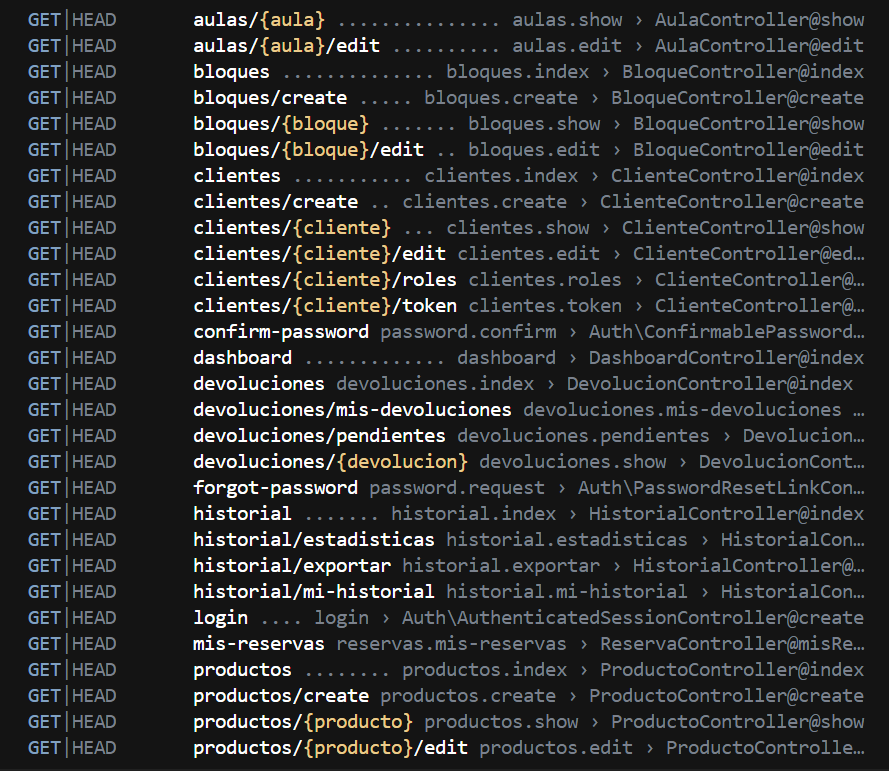 GET|HEAD aulas/{aula} ............... aulas.show › AulaController@show
GET|HEAD aulas/{aula}/edit .......... aulas.edit › AulaController@edit
GET|HEAD bloques .............. bloques.index › BloqueController@index
GET|HEAD bloques/create ..... bloques.create › BloqueController@create
GET|HEAD bloques/{bloque} ....... bloques.show › BloqueController@show
GET|HEAD bloques/{bloque}/edit .. bloques.edit › BloqueController@edit
GET|HEAD clientes ........... clientes.index › ClienteController@index
GET|HEAD clientes/create .. clientes.create › ClienteController@create
GET|HEAD clientes/{cliente} ... clientes.show › ClienteController@show
GET|HEAD clientes/{cliente}/edit clientes.edit › ClienteController@ed…
GET|HEAD clientes/{cliente}/roles clientes.roles › ClienteController@…
GET|HEAD clientes/{cliente}/token clientes.token › ClienteController@…
GET|HEAD confirm-password password.confirm › Auth\ConfirmablePassword…
GET|HEAD dashboard ............. dashboard › DashboardController@index
GET|HEAD devoluciones devoluciones.index › DevolucionController@index
GET|HEAD devoluciones/mis-devoluciones devoluciones.mis-devoluciones …
GET|HEAD devoluciones/pendientes devoluciones.pendientes › Devolucion…
GET|HEAD devoluciones/{devolucion} devoluciones.show › DevolucionCont…
GET|HEAD forgot-password password.request › Auth\PasswordResetLinkCon…
GET|HEAD historial ....... historial.index › HistorialController@index
GET|HEAD historial/estadisticas historial.estadisticas › HistorialCon…
GET|HEAD historial/exportar historial.exportar › HistorialController@…
GET|HEAD historial/mi-historial historial.mi-historial › HistorialCon…
GET|HEAD login .... login › Auth\AuthenticatedSessionController@create
GET|HEAD mis-reservas reservas.mis-reservas › ReservaController@misRe…
GET|HEAD productos ........ productos.index › ProductoController@index
GET|HEAD productos/create productos.create › ProductoController@create
GET|HEAD productos/{producto} productos.show › ProductoController@show
GET|HEAD productos/{producto}/edit productos.edit › ProductoControlle…